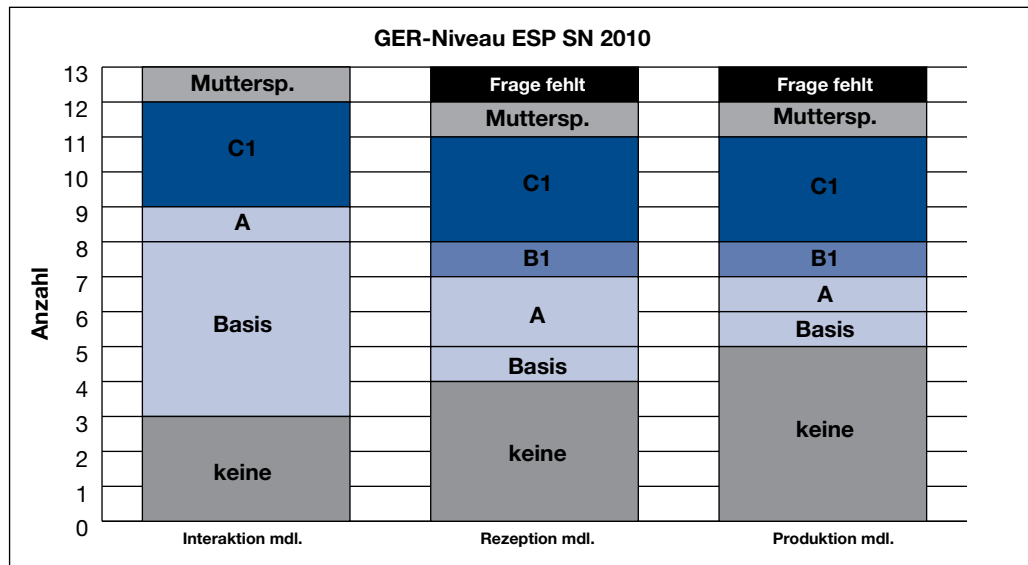 GER-Niveau ESP SN 2010
Anzahl
13
12
11
10
9
8
7
6
5
4
3
2
1
0
Muttersp.
C1
A
Basis
keine
Interaktion mdl.
Frage fehlt
Muttersp.
C1
B1
A
Basis
keine
Rezeption mdl.
Frage fehlt
Muttersp.
C1
B1
A
Basis
keine
Produktion mdl.